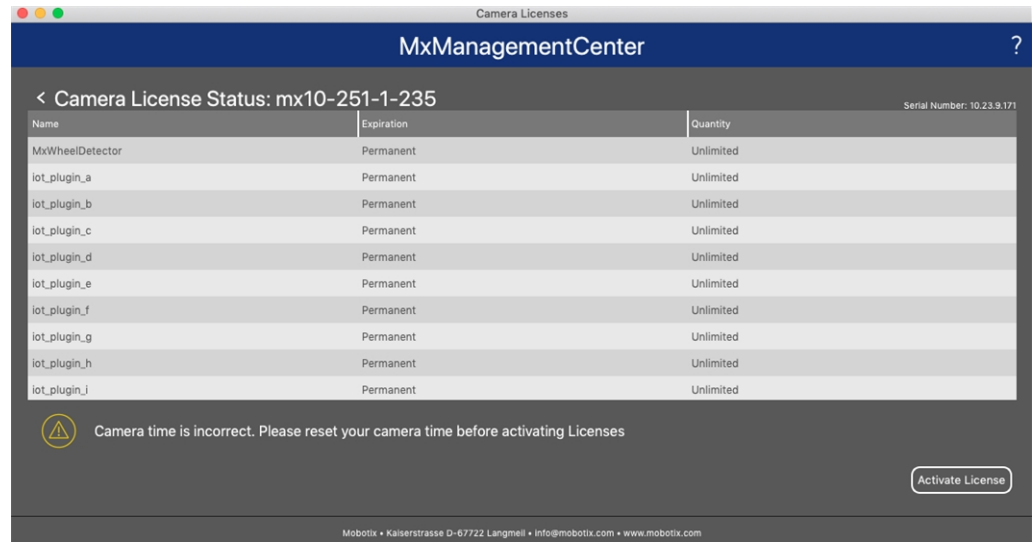 Camera Licenses
MxManagementCenter
?
< Camera License Status: mx10-251-1-235
Serial Number: 10.23.9.171
Name Expiration Quantity
MxWheelDetector Permanent Unlimited
iot_plugin_a Permanent Unlimited
iot_plugin_b Permanent Unlimited
iot_plugin_c Permanent Unlimited
iot_plugin_d Permanent Unlimited
iot_plugin_e Permanent Unlimited
iot_plugin_f Permanent Unlimited
iot_plugin_g Permanent Unlimited
iot_plugin_h Permanent Unlimited
iot_plugin_i Permanent Unlimited
Camera time is incorrect. Please reset your camera time before activating Licenses
Activate License
Mobotix • Kaiserstrasse D-67722 Langmeil • info@mobotix.com • www.mobotix.com